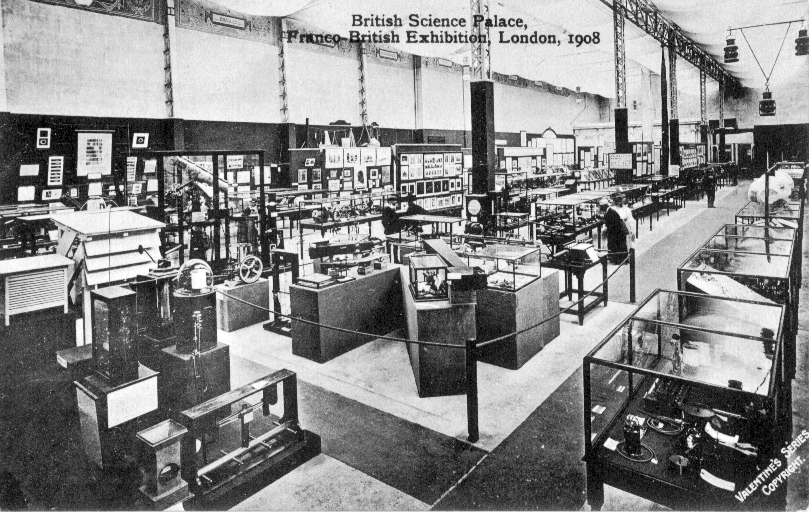 British Science Palace,
Franco-British Exhibition, London, 1908
VALENTINE'S SERIES
COPYRIGHT.